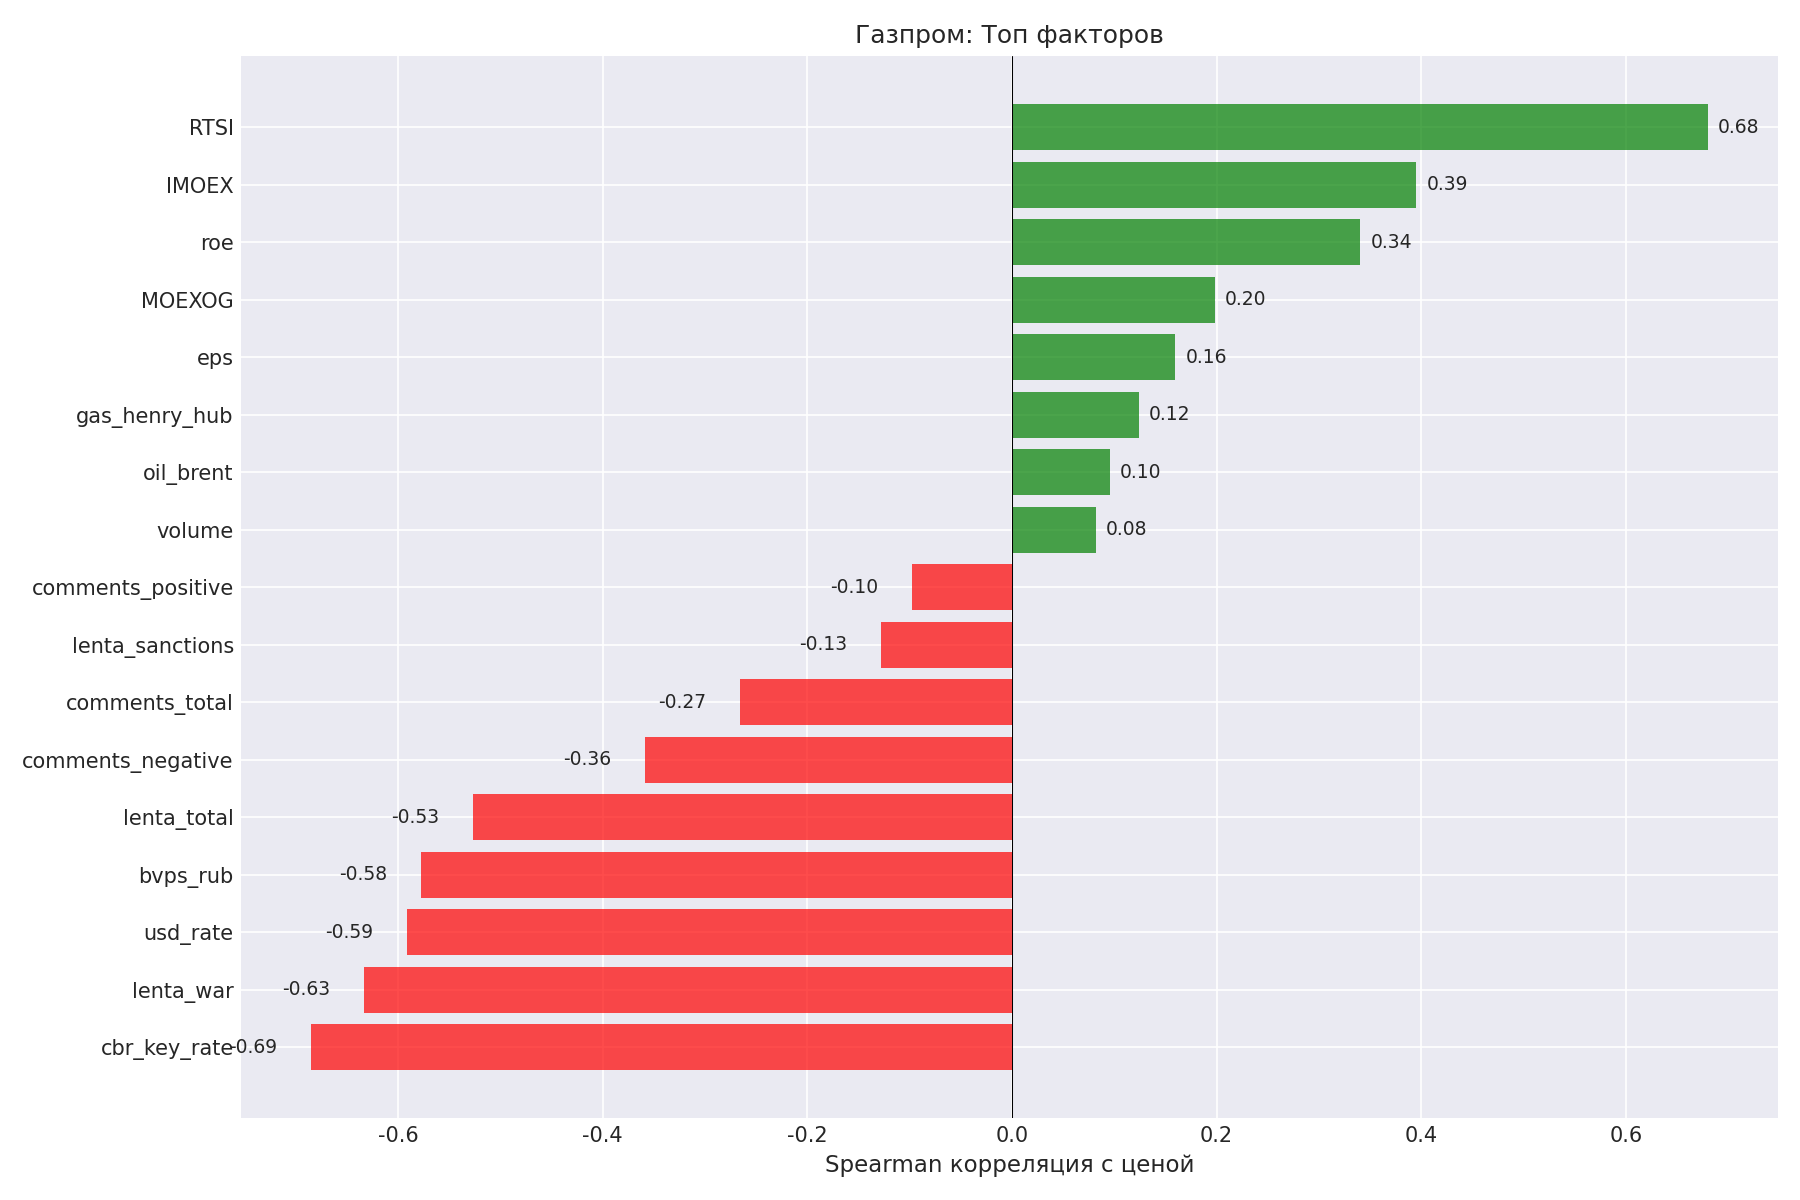 Газпром: Топ факторов
RTSI 0.68
IMOEX 0.39
roe 0.34
MOEXOG 0.20
eps 0.16
gas_henry_hub 0.12
oil_brent 0.10
volume 0.08
comments_positive -0.10
lenta_sanctions -0.13
comments_total -0.27
comments_negative -0.36
lenta_total -0.53
bvps_rub -0.58
usd_rate -0.59
lenta_war -0.63
cbr_key_rate -0.69
-0.6 -0.4 -0.2 0.0 0.2 0.4 0.6
Spearman корреляция с ценой